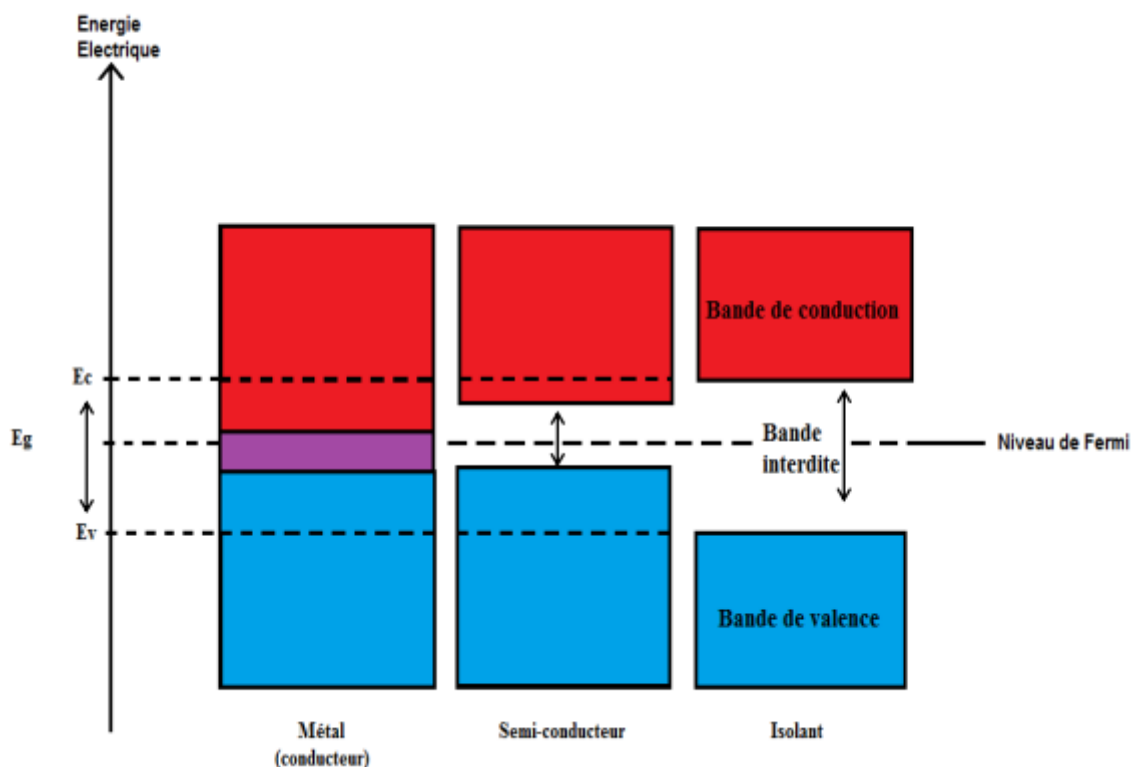 Energie
Electrique
Bande de conduction
Ec
Eg
Bande
interdite
Niveau de Fermi
Ev
Bande de valence
Métal
(conducteur)
Semi-conducteur
Isolant